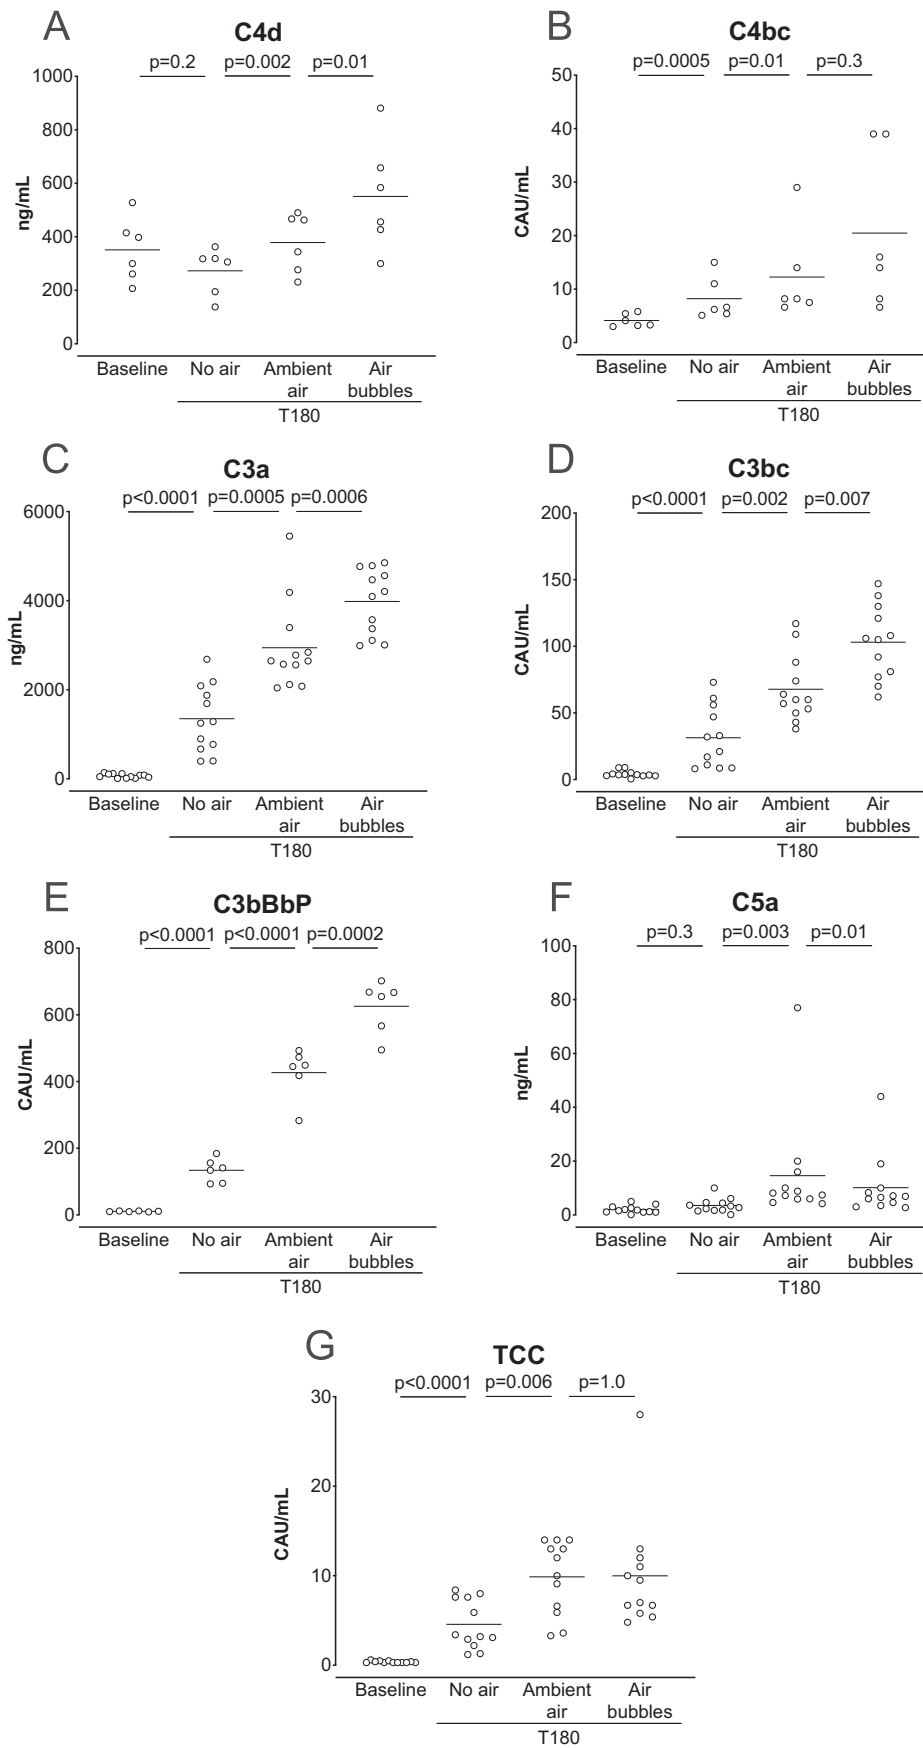 A
C4d
p=0.2 p=0.002 p=0.01
1000
800
600
400
200
0
ng/mL
Baseline No air Ambient air Air bubbles
T180
B
C4bc
p=0.0005 p=0.01 p=0.3
50
40
30
20
10
0
CAU/mL
Baseline No air Ambient air Air bubbles
T180
C
C3a
p<0.0001 p=0.0005 p=0.0006
6000
4000
2000
0
ng/mL
Baseline No air Ambient air Air bubbles
T180
D
C3bc
p<0.0001 p=0.002 p=0.007
200
150
100
50
0
CAU/mL
Baseline No air Ambient air Air bubbles
T180
E
C3bBbP
p<0.0001 p<0.0001 p=0.0002
800
600
400
200
0
CAU/mL
Baseline No air Ambient air Air bubbles
T180
F
C5a
p=0.3 p=0.003 p=0.01
100
80
60
40
20
0
ng/mL
Baseline No air Ambient air Air bubbles
T180
G
TCC
p<0.0001 p=0.006 p=1.0
30
20
10
0
CAU/mL
Baseline No air Ambient air Air bubbles
T180